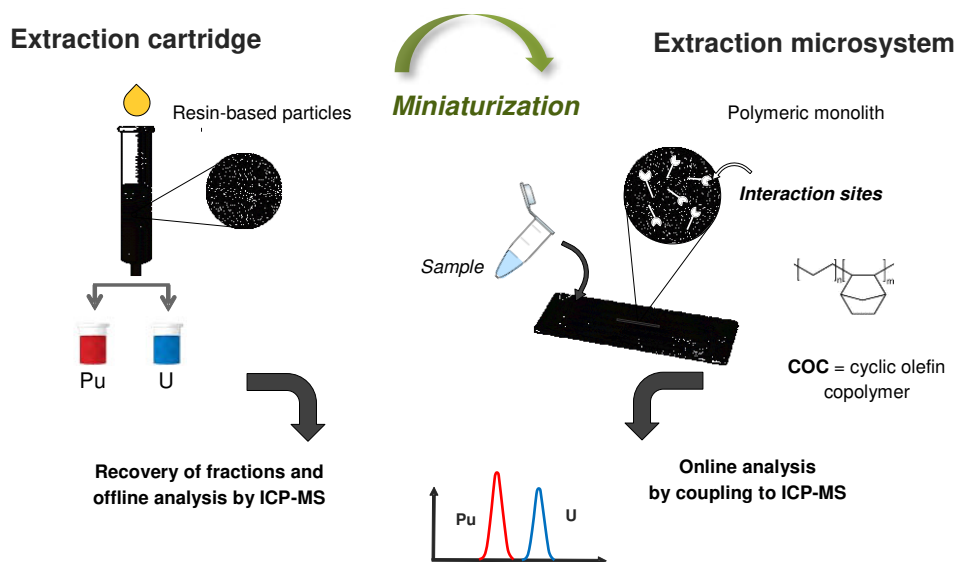 Extraction cartridge
Extraction microsystem
Miniaturization
Resin-based particles
Polymeric monolith
Interaction sites
Sample
n
m
Pu
U
COC = cyclic olefin
copolymer
Recovery of fractions and
offline analysis by ICP-MS
Online analysis
by coupling to ICP-MS
Pu
U